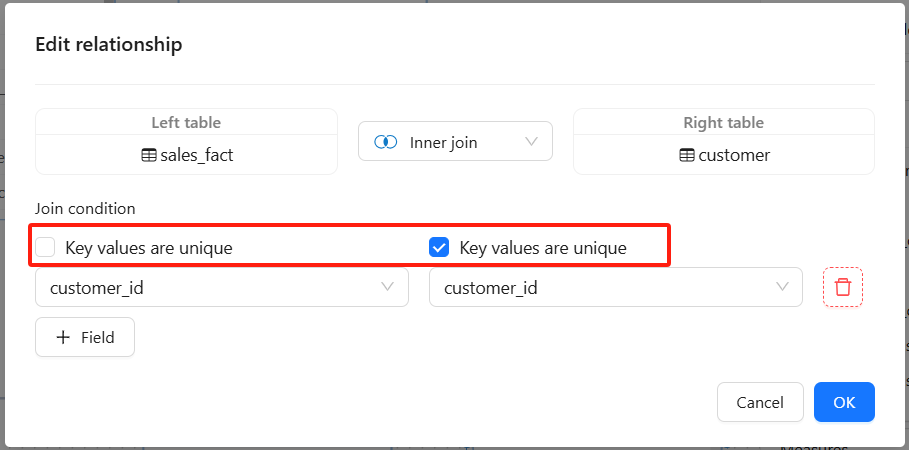 Edit relationship
Left table
sales_fact
Inner join
Right table
customer
Join condition
Key values are unique
Key values are unique
customer_id
customer_id
+ Field
Cancel
OK